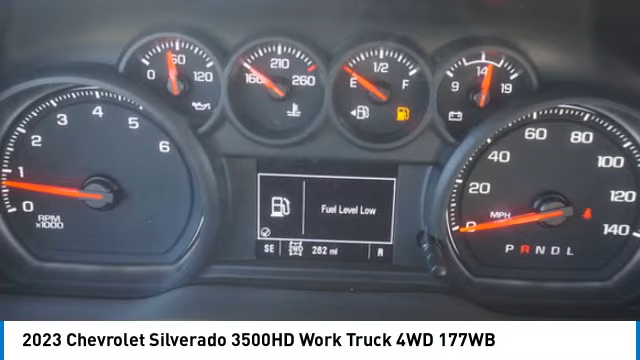 60
0 120
210
160 260
1/2
E F
14
9 19
1 2 3 4 5 6
0
RPM
x1000
Fuel Level Low
SE 2WD 262 mi R
0 20 40 60 80 100 120 140
MPH
P R N D L
2023 Chevrolet Silverado 3500HD Work Truck 4WD 177WB